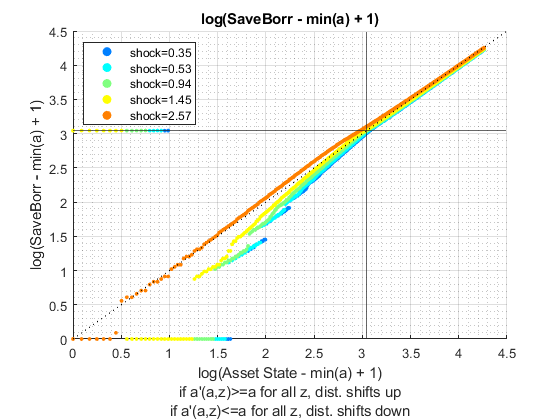 log(SaveBorr - min(a) + 1)
shock=0.35
shock=0.53
shock=0.94
shock=1.45
shock=2.57
log(SaveBorr - min(a) + 1)
4.5
4
3.5
3
2.5
2
1.5
1
0.5
0
0 0.5 1 1.5 2 2.5 3 3.5 4 4.5
log(Asset State - min(a) + 1)
if a'(a,z)>=a for all z, dist. shifts up
if a'(a,z)<=a for all z, dist. shifts down